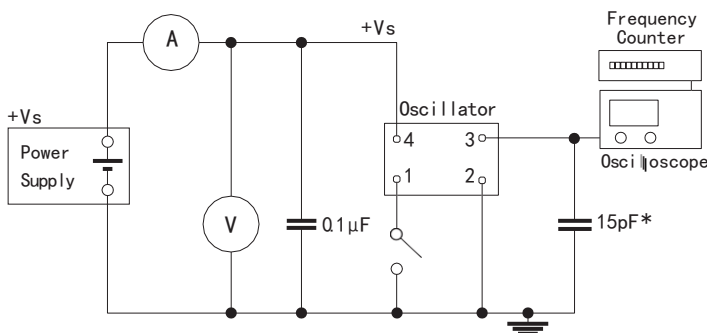 Frequency
Counter
A
+Vs
Oscillator
+Vs
Power
Supply
4
3
1
2
Oscilloscope
V
0.1μF
15pF*